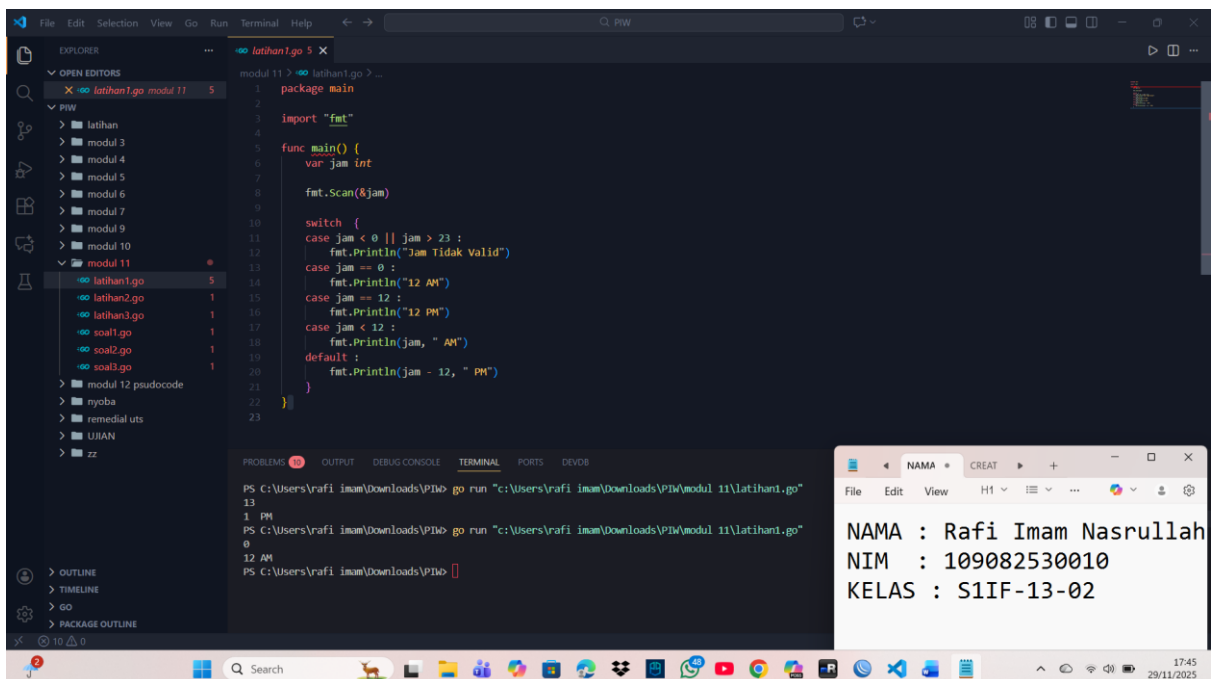 File Edit Selection View Go Run Terminal Help
PIW
EXPLORER
OPEN EDITORS
latihan1.go modul 11 5
PIW
latihan
modul 3
modul 4
modul 5
modul 6
modul 7
modul 9
modul 10
modul 11
latihan1.go 5
latihan2.go 1
latihan3.go 1
soal1.go 1
soal2.go 1
soal3.go 1
modul 12 psudocode
nyoba
remedial uts
UJIAN
zz
OUTLINE
TIMELINE
GO
PACKAGE OUTLINE
latihan1.go 5
modul 11 > latihan1.go > ...
1 package main
2
3 import "fmt"
4
5 func main() {
6 var jam int
7
8 fmt.Scan(&jam)
9
10 switch {
11 case jam < 0 || jam > 23 :
12 fmt.Println("Jam Tidak Valid")
13 case jam == 0 :
14 fmt.Println("12 AM")
15 case jam == 12 :
16 fmt.Println("12 PM")
17 case jam < 12 :
18 fmt.Println(jam, " AM")
19 default :
20 fmt.Println(jam - 12, " PM")
21 }
22 }
23
PROBLEMS 10 OUTPUT DEBUG CONSOLE TERMINAL PORTS DEVDB
PS C:\Users\rafi imam\Downloads\PIW> go run "c:\Users\rafi imam\Downloads\PIW\modul 11\latihan1.go"
13
1  PM
PS C:\Users\rafi imam\Downloads\PIW> go run "c:\Users\rafi imam\Downloads\PIW\modul 11\latihan1.go"
0
12 AM
PS C:\Users\rafi imam\Downloads\PIW>
NAMA CREAT
File Edit View H1
NAMA : Rafi Imam Nasrullah
NIM : 109082530010
KELAS : S1IF-13-02
10 0
2
Search
48
17:45
29/11/2025